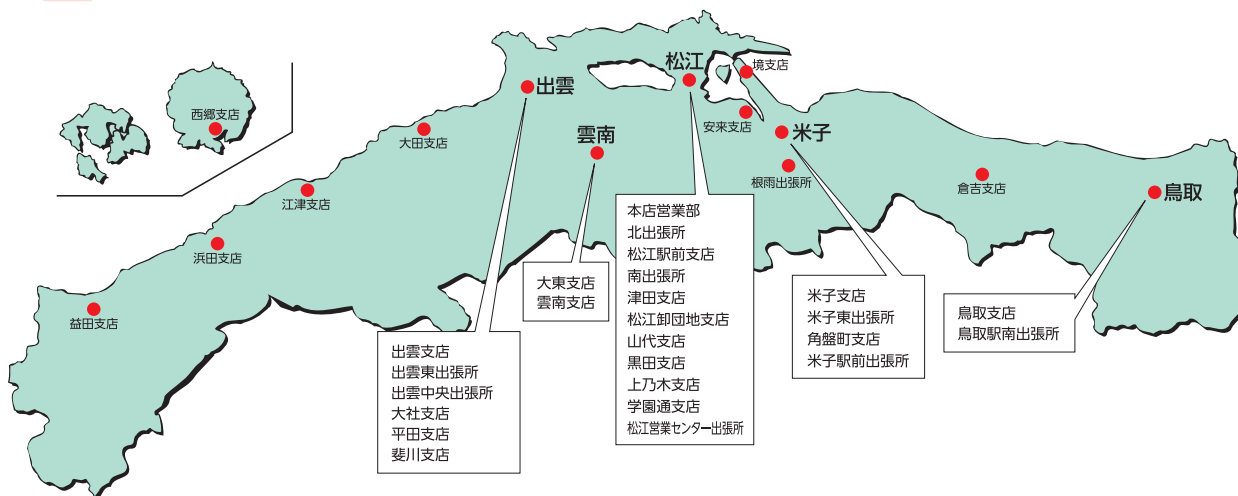 西郷支店
出雲
松江
境支店
大田支店
雲南
安来支店
米子
根雨出張所
倉吉支店
鳥取
江津支店
浜田支店
益田支店
出雲支店
出雲東出張所
出雲中央出張所
大社支店
平田支店
斐川支店
大東支店
雲南支店
本店営業部
北出張所
松江駅前支店
南出張所
津田支店
松江卸団地支店
山代支店
黒田支店
上乃木支店
学園通支店
松江営業センター出張所
米子支店
米子東出張所
角盤町支店
米子駅前出張所
鳥取支店
鳥取駅南出張所